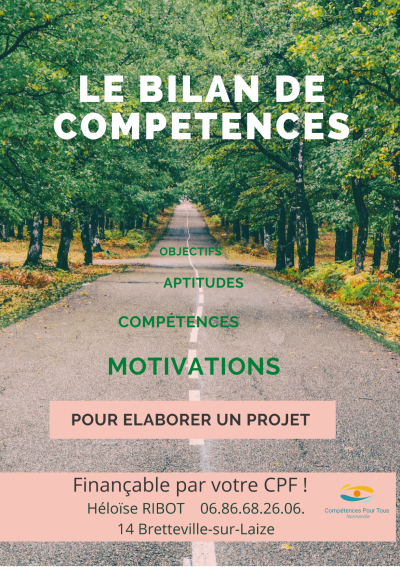 LE BILAN DE
COMPETENCES
OBJECTIFS
APTITUDES
COMPÉTENCES
MOTIVATIONS
POUR ELABORER UN PROJET
Finançable par votre CPF !
Héloïse RIBOT 06.86.68.26.06.
14 Bretteville-sur-Laize
Compétences Pour Tous